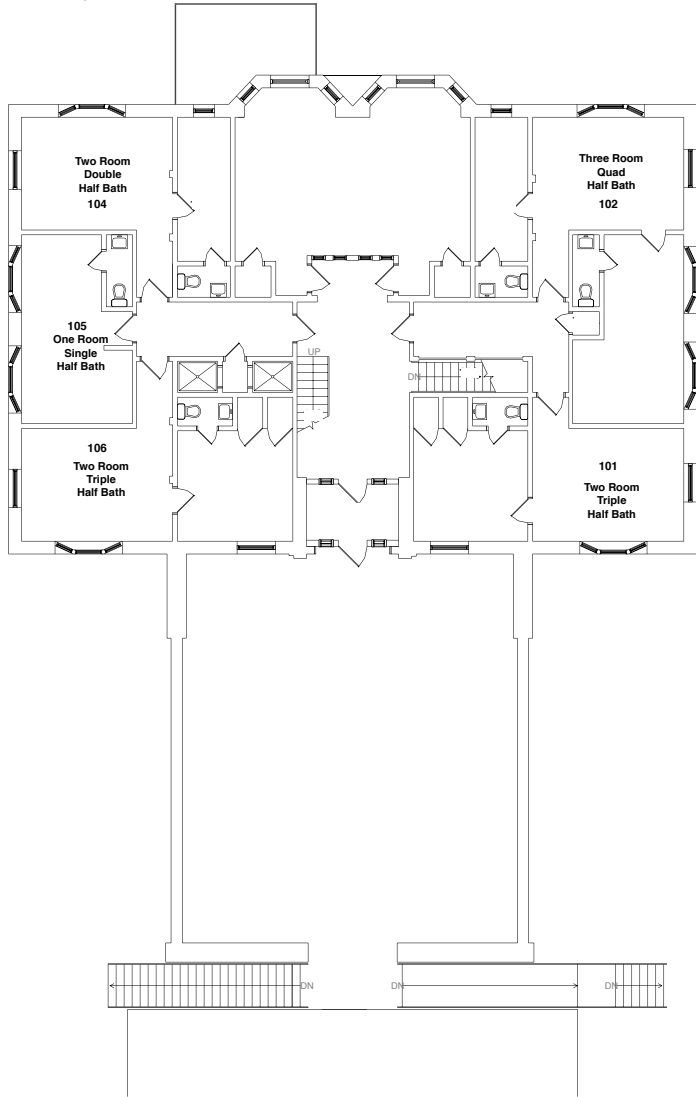 Two Room
Double
Half Bath
104
Three Room
Quad
Half Bath
102
105
One Room
Single
Half Bath
UP
DN
106
Two Room
Triple
Half Bath
101
Two Room
Triple
Half Bath
DN
DN
DN